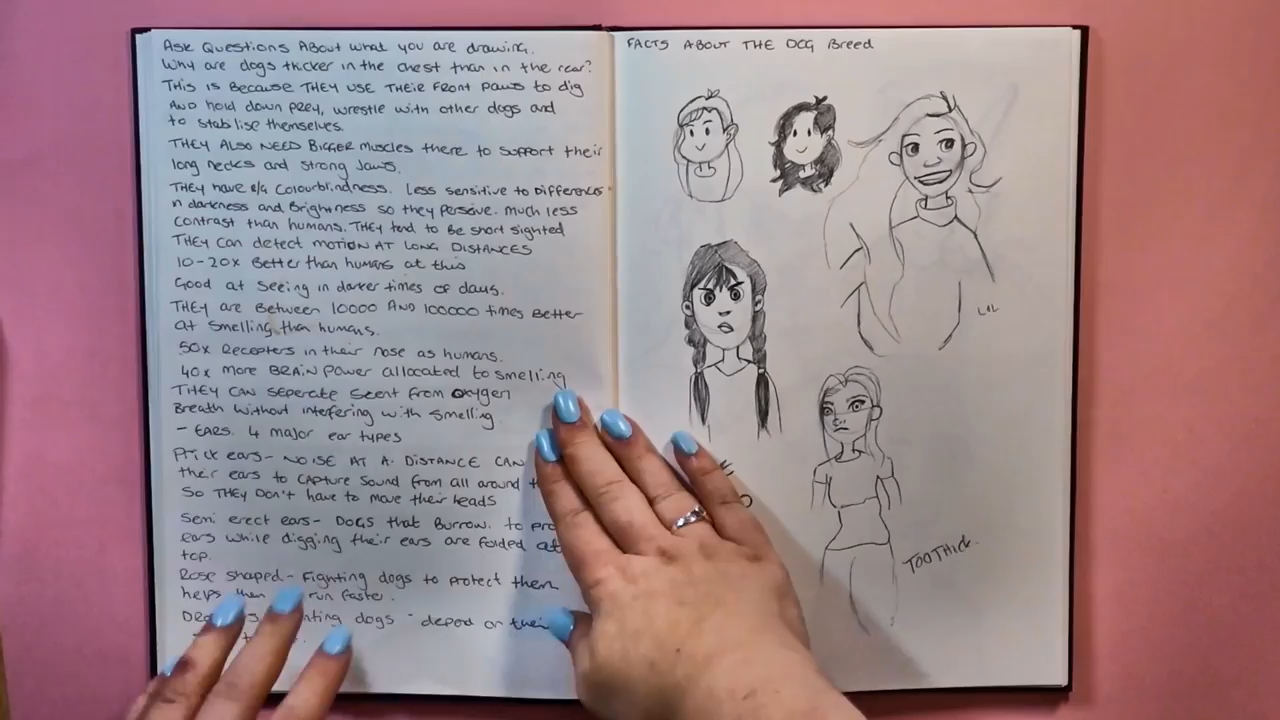 ASK QUESTIONS ABOUT what you are drawing.
Why are dogs thicker in the chest than in the rear?
THIS IS BECAUSE THEY USE THEIR FRONT PAWS to dig
AND hold down prey, wrestle with other dogs and
to stabilise themselves.
THEY ALSO NEED BIGGER muscles there to support their
long necks and strong Jaws.
THEY have Colourblindness. Less sensitive to Differences
n darkness and Brightness so they perseive. much less
contrast than humans. THEY tend to BE short sighted
THEY CAN detect MOTION AT LONG DISTANCES
10-20x Better than humans at this
Good at seeing in darker times of days.
THEY are Between 10000 AND 100000 times Better
at smelling than humans.
50x Recepters in their nose as humans.
40x more BRAIN Power allocated to smelling
THEY CAN seperate scent from oxygen
Breath without interfering with smelling
- EARS. 4 major ear types
Prick ears - NOISE AT A DISTANCE CAN
their ears to CAPTURE Sound from all around
So THEY Don't have to move their heads
Semi erect ears - DOGS that Burrow. to pro
ears while digging their ears are folded at
top.
Rose shaped - Fighting dogs to protect them
helps run faster.
dogs - depend on their
FACTS ABOUT THE DOG Breed
LIL
TOO THICK.